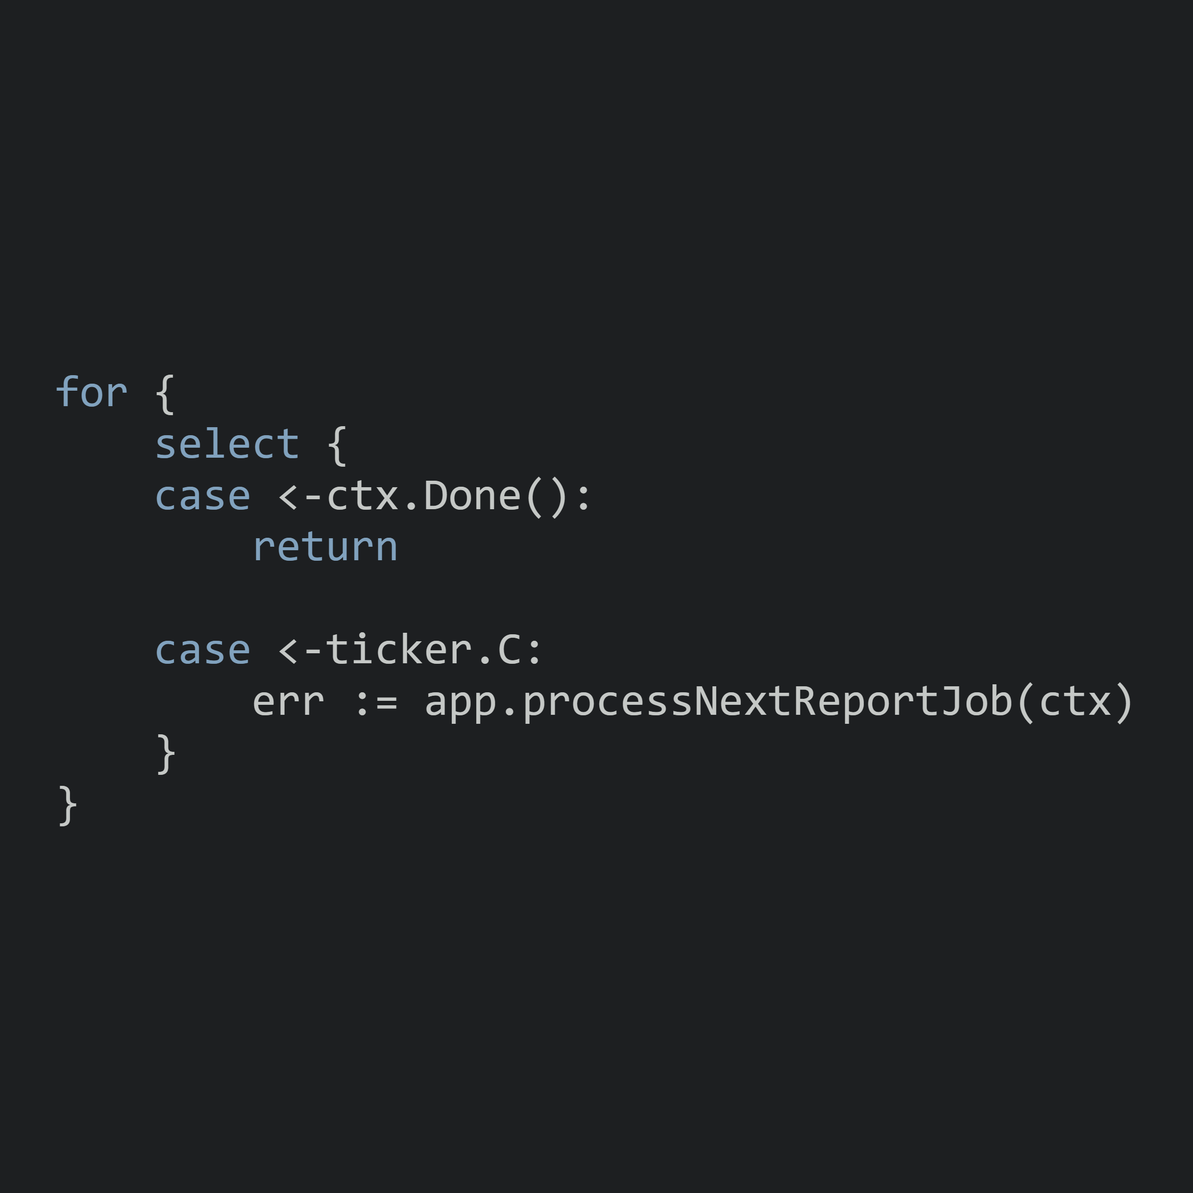 for {
    select {
    case <-ctx.Done():
        return

    case <-ticker.C:
        err := app.processNextReportJob(ctx)
    }
}